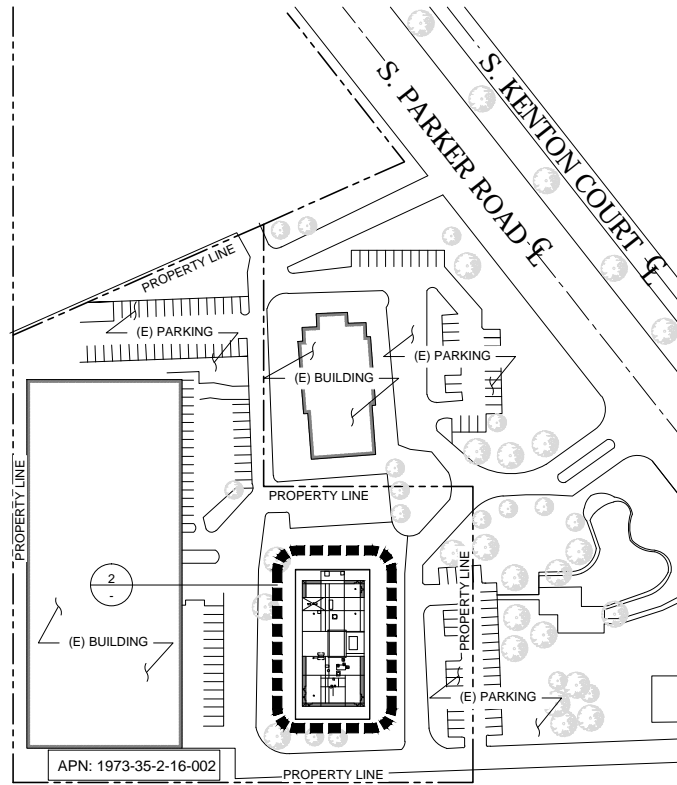 S. KENTON COURT ℄
S. PARKER ROAD ℄
PROPERTY LINE
(E) PARKING
(E) PARKING
(E) BUILDING
PROPERTY LINE
PROPERTY LINE
PROPERTY LINE
2
-
(E) BUILDING
(E) PARKING
APN: 1973-35-2-16-002
PROPERTY LINE